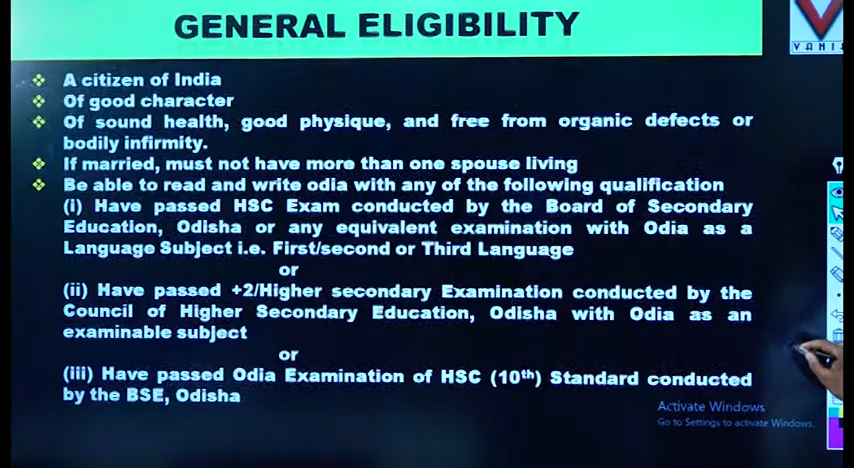 GENERAL ELIGIBILITY
A citizen of India
Of good character
Of sound health, good physique, and free from organic defects or
bodily infirmity.
If married, must not have more than one spouse living
Be able to read and write odia with any of the following qualification
(i) Have passed HSC Exam conducted by the Board of Secondary
Education, Odisha or any equivalent examination with Odia as a
Language Subject i.e. First/second or Third Language
or
(ii) Have passed +2/Higher secondary Examination conducted by the
Council of Higher Secondary Education, Odisha with Odia as an
examinable subject
or
(iii) Have passed Odia Examination of HSC (10th) Standard conducted
by the BSE, Odisha
Activate Windows
Go to Settings to activate Windows.